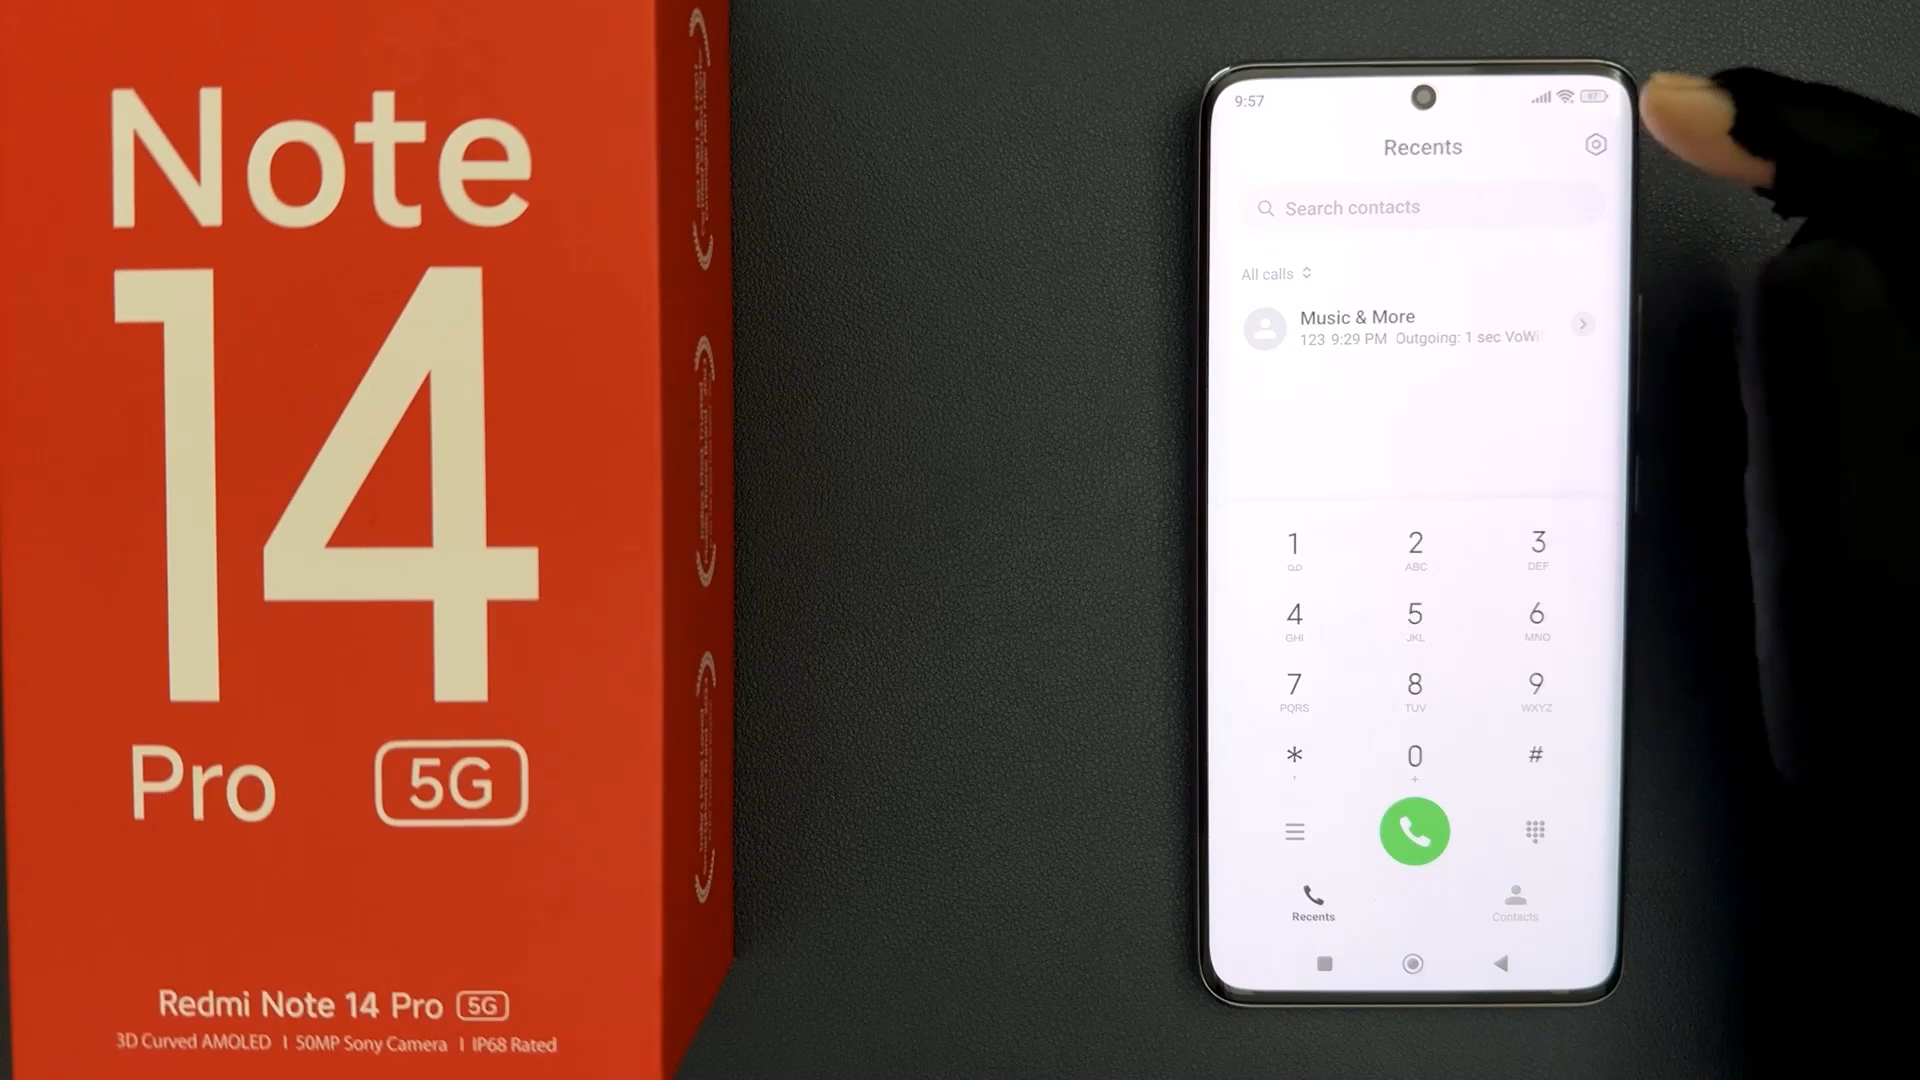 Note
14
Pro 5G
Redmi Note 14 Pro 5G
3D Curved AMOLED | 50MP Sony Camera | IP68 Rated
9:57
97
Recents
Search contacts
All calls
Music & More
123 9:29 PM Outgoing: 1 sec VoWi
1
2
ABC
3
DEF
4
GHI
5
JKL
6
MNO
7
PQRS
8
TUV
9
WXYZ
*
,
0
+
#
Recents
Contacts